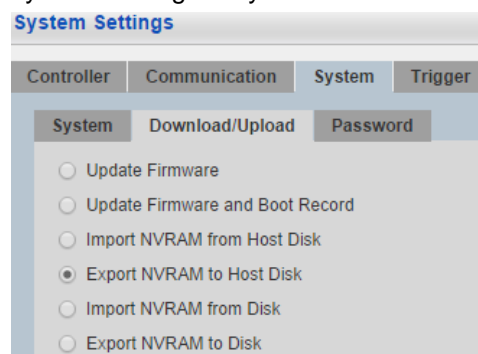 System Settings
Controller Communication System Trigger
System Download/Upload Password
Update Firmware
Update Firmware and Boot Record
Import NVRAM from Host Disk
Export NVRAM to Host Disk
Import NVRAM from Disk
Export NVRAM to Disk